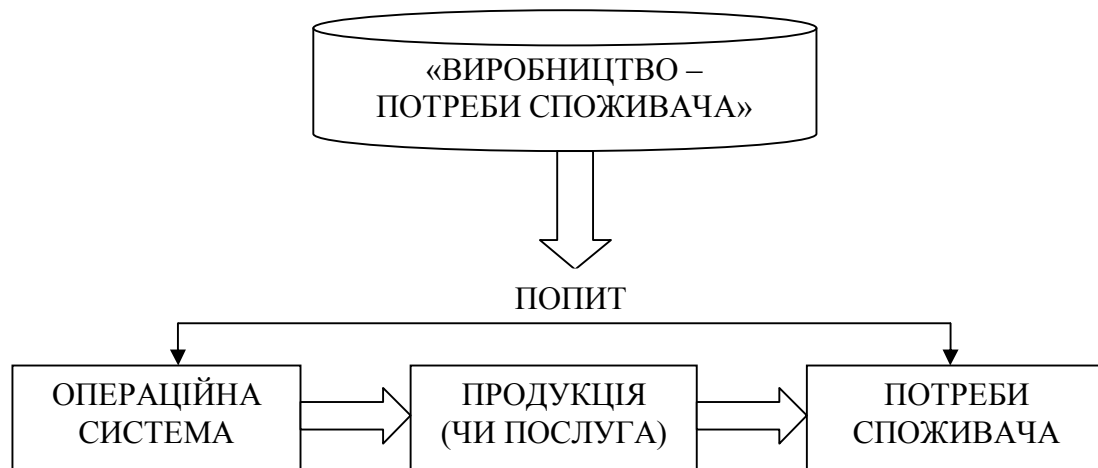 «ВИРОБНИЦТВО –
ПОТРЕБИ СПОЖИВАЧА»
ПОПИТ
ОПЕРАЦІЙНА
СИСТЕМА
ПРОДУКЦІЯ
(ЧИ ПОСЛУГА)
ПОТРЕБИ
СПОЖИВАЧА